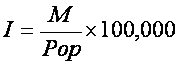 I = M/Pop × 100,000